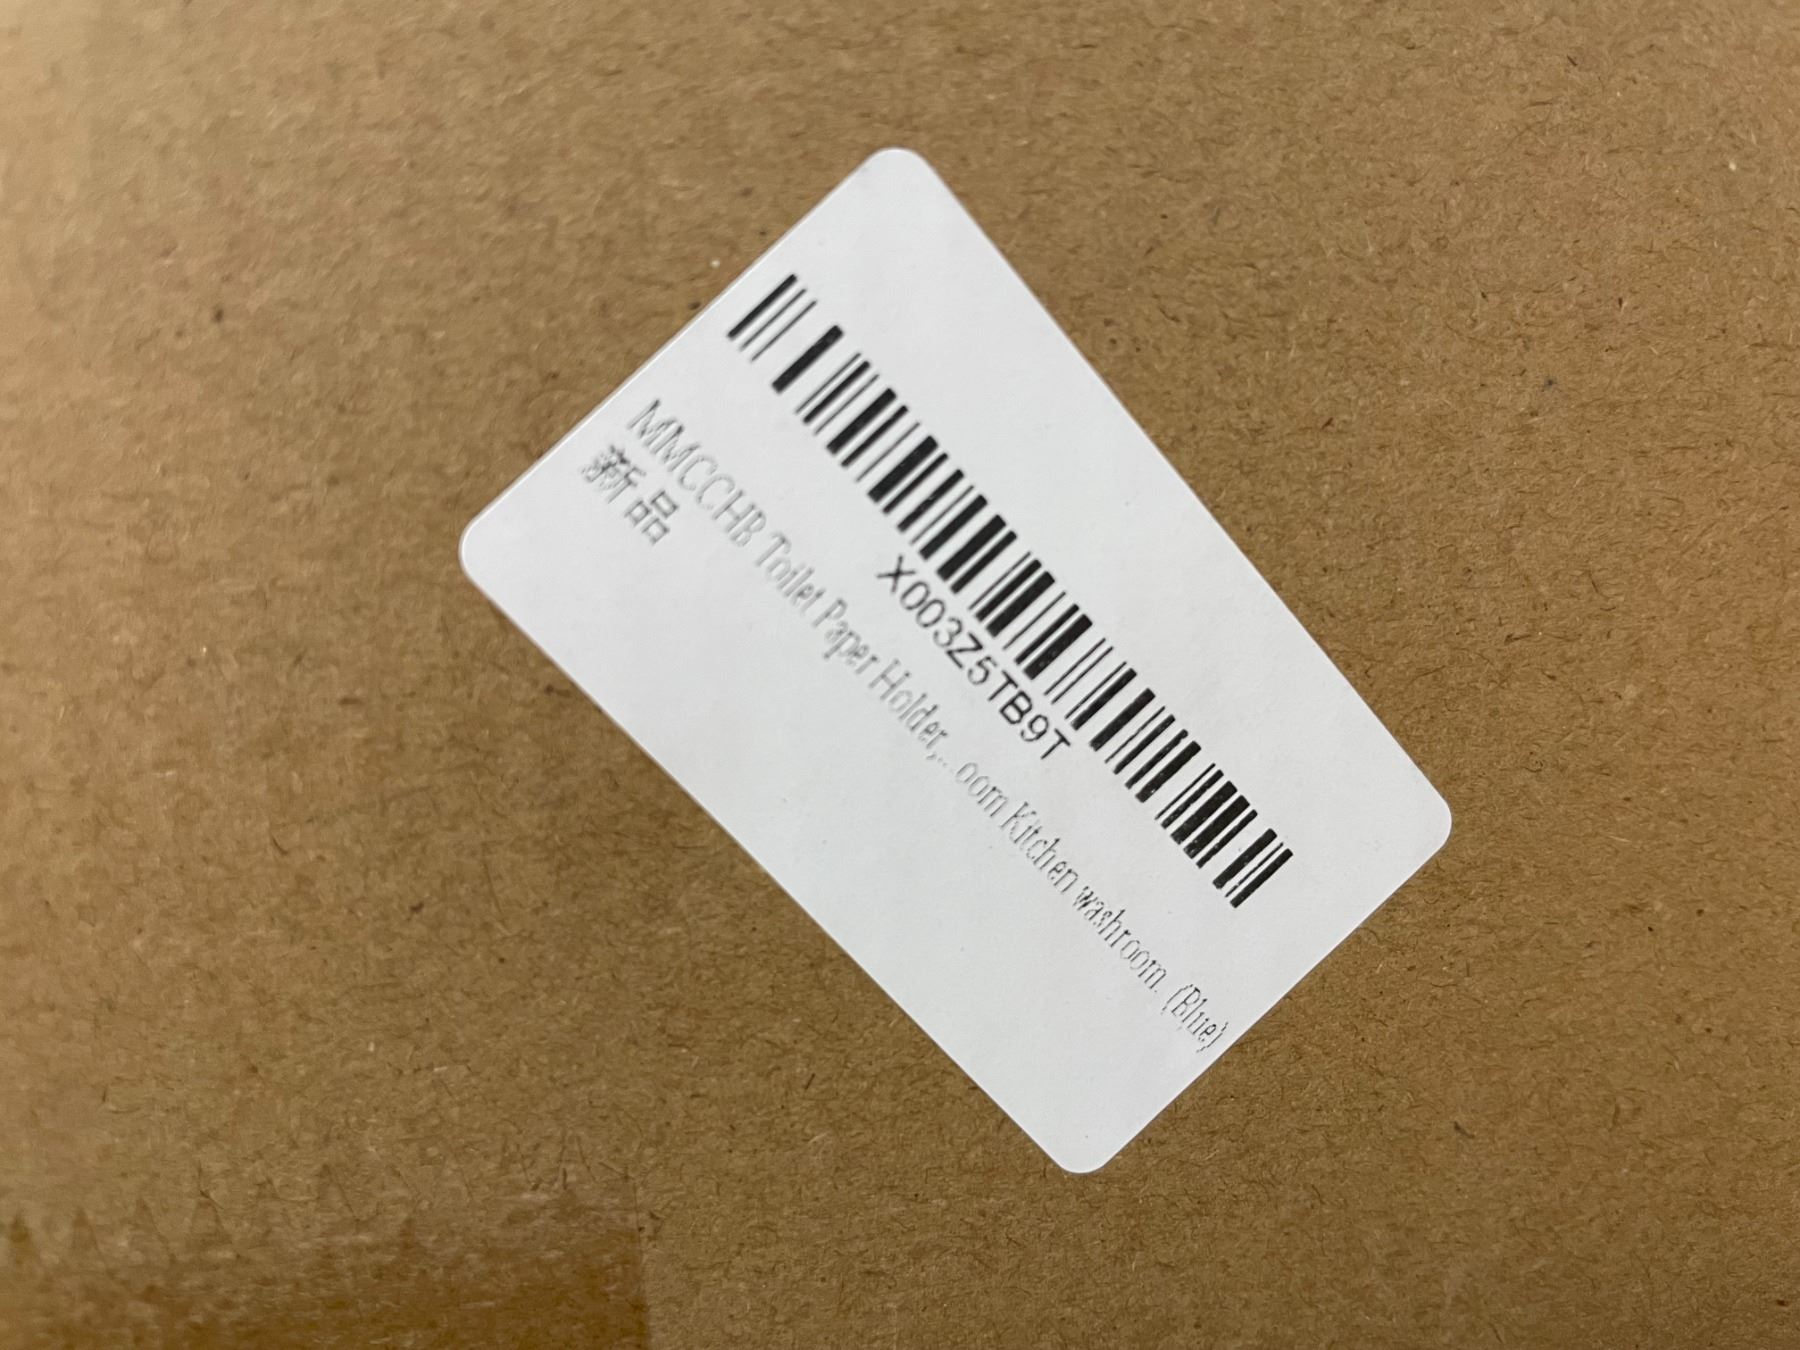 X003Z5TB9T
MMCCHB Toilet Paper Holder,...oom Kitchen washroom. (Blue)
新品